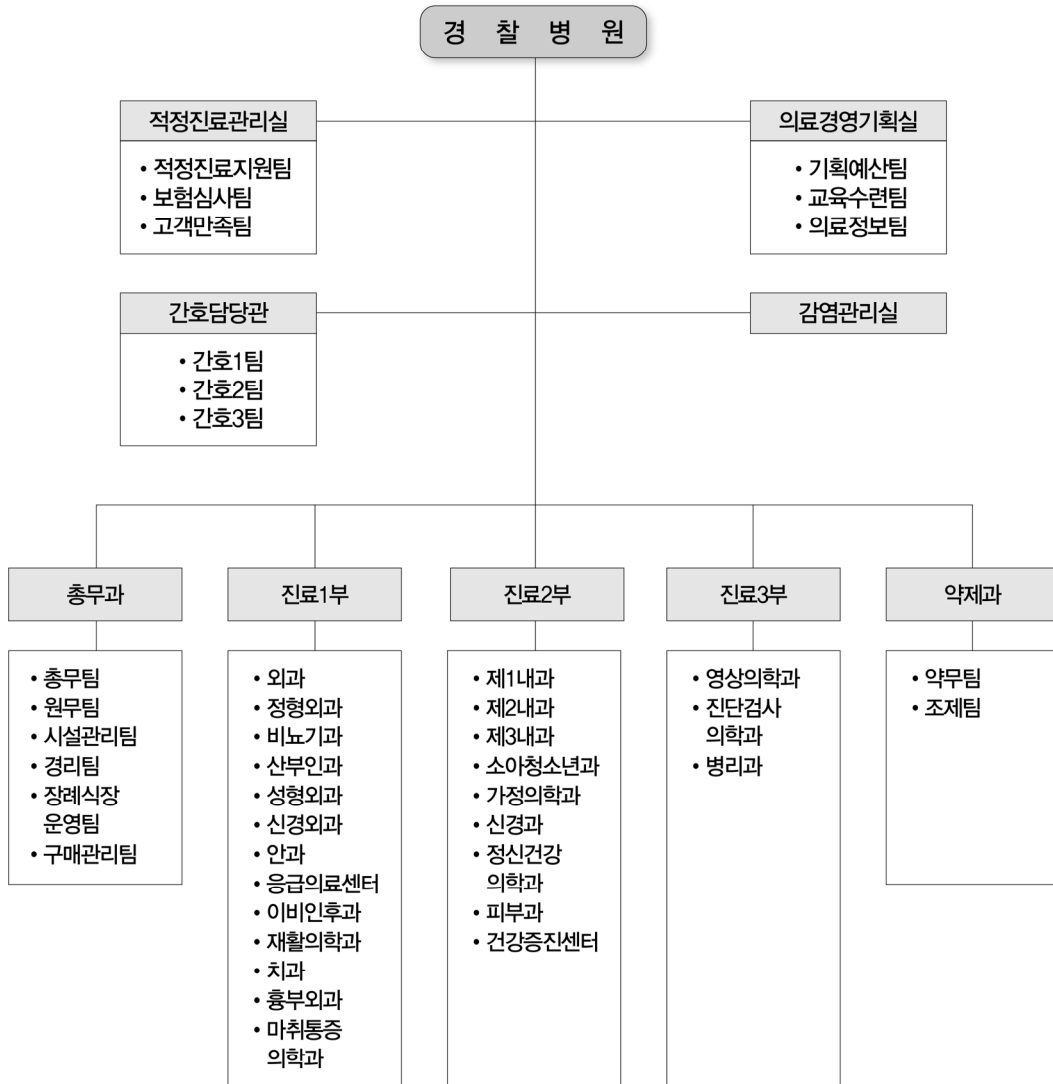 경 찰 병 원
적정진료관리실
• 적정진료지원팀
• 보험심사팀
• 고객만족팀
의료경영기획실
• 기획예산팀
• 교육수련팀
• 의료정보팀
간호담당관
• 간호1팀
• 간호2팀
• 간호3팀
감염관리실
총무과
• 총무팀
• 원무팀
• 시설관리팀
• 경리팀
• 장례식장
운영팀
• 구매관리팀
진료1부
• 외과
• 정형외과
• 비뇨기과
• 산부인과
• 성형외과
• 신경외과
• 안과
• 응급의료센터
• 이비인후과
• 재활의학과
• 치과
• 흉부외과
• 마취통증
의학과
진료2부
• 제1내과
• 제2내과
• 제3내과
• 소아청소년과
• 가정의학과
• 신경과
• 정신건강
의학과
• 피부과
• 건강증진센터
진료3부
• 영상의학과
• 진단검사
의학과
• 병리과
약제과
• 약무팀
• 조제팀